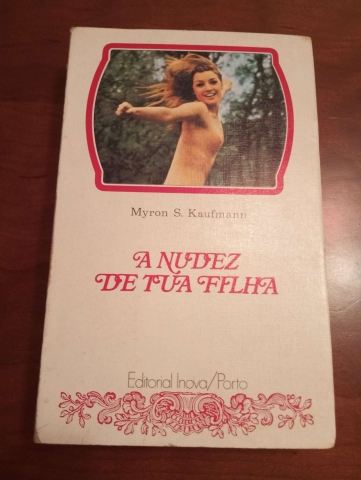 Myron S. Kaufmann
A NUDEZ
DE TUA FILHA
Editorial Inova/Porto